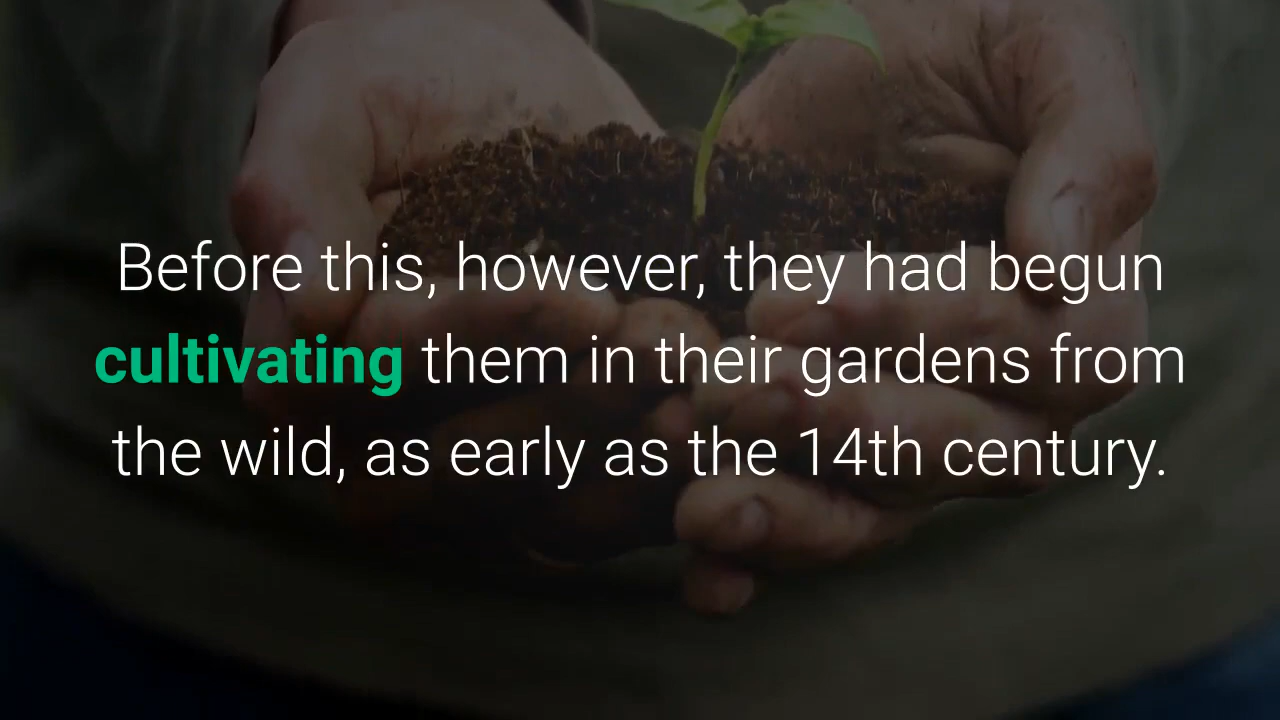 Before this, however, they had begun
cultivating them in their gardens from
the wild, as early as the 14th century.